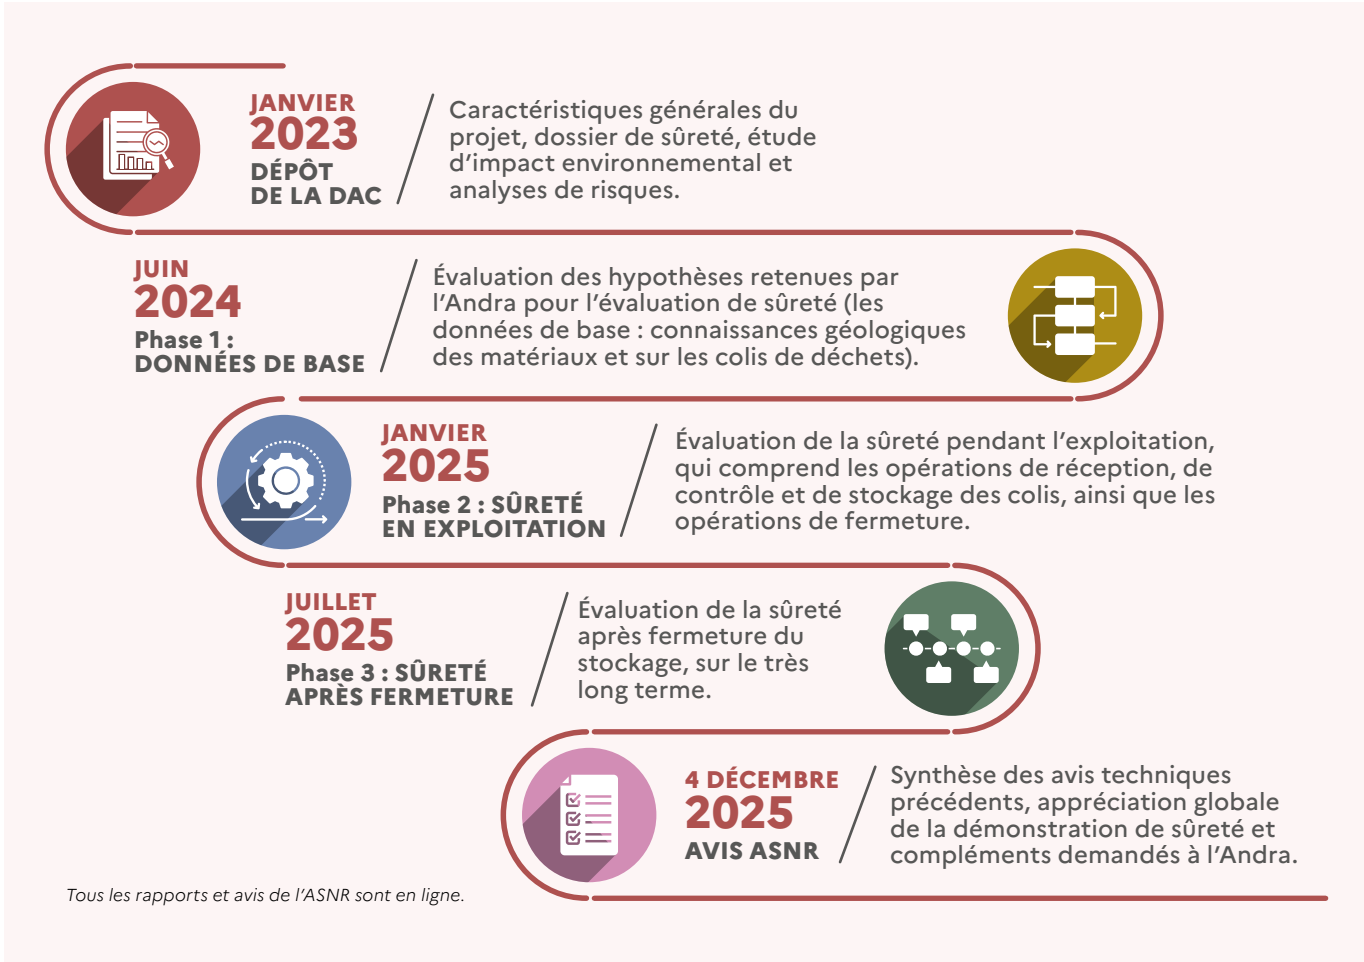 JANVIER
2023
DÉPÔT
DE LA DAC
Caractéristiques générales du
projet, dossier de sûreté, étude
d’impact environnemental et
analyses de risques.
JUIN
2024
Phase 1 :
DONNÉES DE BASE
Évaluation des hypothèses retenues par
l’Andra pour l’évaluation de sûreté (les
données de base : connaissances géologiques
des matériaux et sur les colis de déchets).
JANVIER
2025
Phase 2 : SÛRETÉ
EN EXPLOITATION
Évaluation de la sûreté pendant l’exploitation,
qui comprend les opérations de réception, de
contrôle et de stockage des colis, ainsi que les
opérations de fermeture.
JUILLET
2025
Phase 3 : SÛRETÉ
APRÈS FERMETURE
Évaluation de la sûreté
après fermeture du
stockage, sur le très
long terme.
4 DÉCEMBRE
2025
AVIS ASNR
Synthèse des avis techniques
précédents, appréciation globale
de la démonstration de sûreté et
compléments demandés à l’Andra.
Tous les rapports et avis de l’ASNR sont en ligne.